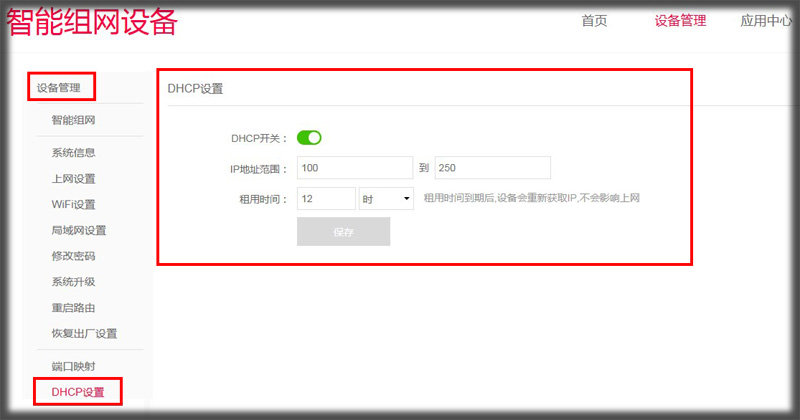 智能组网设备
首页 设备管理 应用中心
设备管理
智能组网
系统信息
上网设置
WiFi设置
局域网设置
修改密码
系统升级
重启路由
恢复出厂设置
端口映射
DHCP设置
DHCP设置
DHCP开关：
IP地址范围： 100 到 250
租用时间： 12 时 租用时间到期后,设备会重新获取IP,不会影响上网
保存